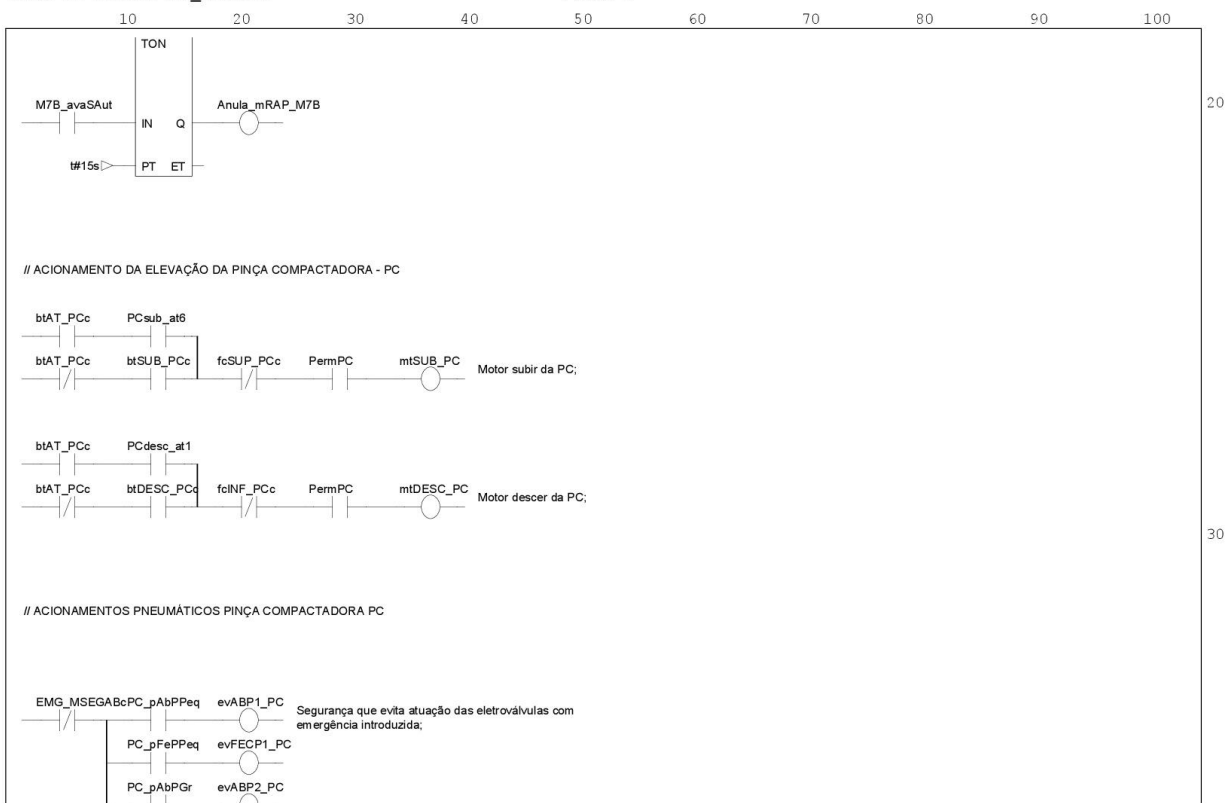 10 20 30 40 50 60 70 80 90 100
TON
M7B_avaSAut Anula_mRAP_M7B
20
IN Q
t#15s PT ET
// ACIONAMENTO DA ELEVAÇÃO DA PINÇA COMPACTADORA - PC
btAT_PCc PCsub_at6
btAT_PCc btSUB_PCc fcSUP_PCc PermPC mtSUB_PC
Motor subir da PC;
btAT_PCc PCdesc_at1
btAT_PCc btDESC_PCc fcINF_PCc PermPC mtDESC_PC
Motor descer da PC;
30
// ACIONAMENTOS PNEUMÁTICOS PINÇA COMPACTADORA PC
EMG_MSEGABcPC_pAbPPeq evABP1_PC
Segurança que evita atuação das eletroválvulas com
emergência introduzida;
PC_pFePPeq evFECP1_PC
PC_pAbPGr evABP2_PC